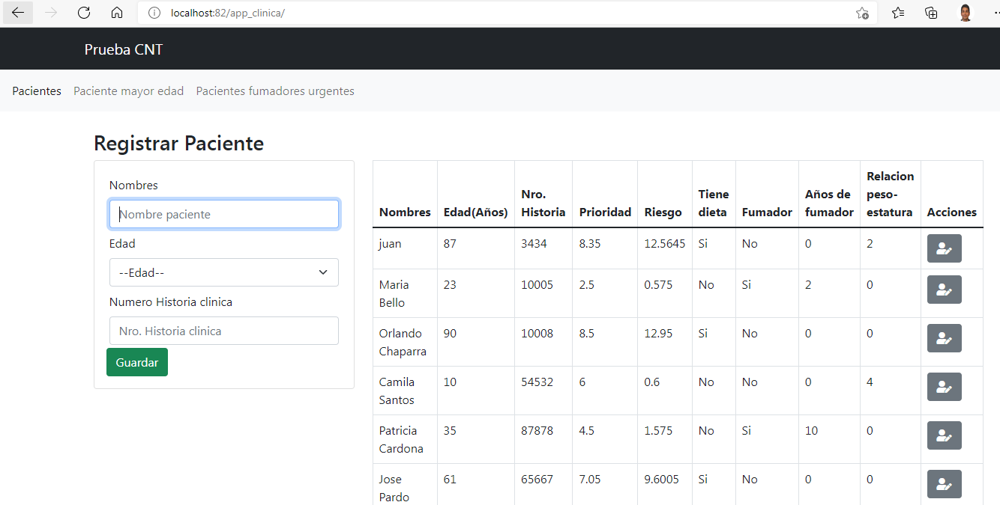 localhost:82/app_clinica/
Prueba CNT
Pacientes Paciente mayor edad Pacientes fumadores urgentes
Registrar Paciente
Nombres
Nombre paciente
Edad
--Edad--
Numero Historia clinica
Nro. Historia clinica
Guardar
Nombres Edad(Años) Nro. Historia Prioridad Riesgo Tiene dieta Fumador Años de fumador Relacion peso-estatura Acciones
juan 87 3434 8.35 12.5645 Si No 0 2
Maria Bello 23 10005 2.5 0.575 No Si 2 0
Orlando Chaparra 90 10008 8.5 12.95 Si No 0 0
Camila Santos 10 54532 6 0.6 No No 0 4
Patricia Cardona 35 87878 4.5 1.575 No Si 10 0
Jose Pardo 61 65667 7.05 9.6005 Si No 0 0